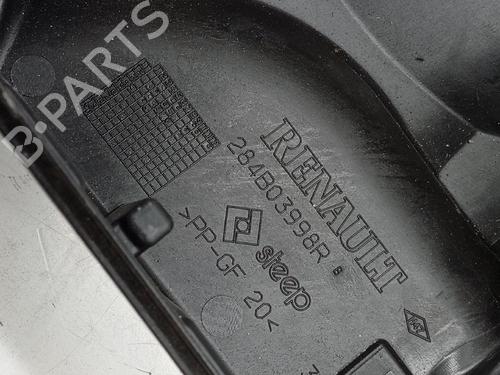 B-PARTS
RENAULT
284B03998R B
steep
>PP-GF 20<